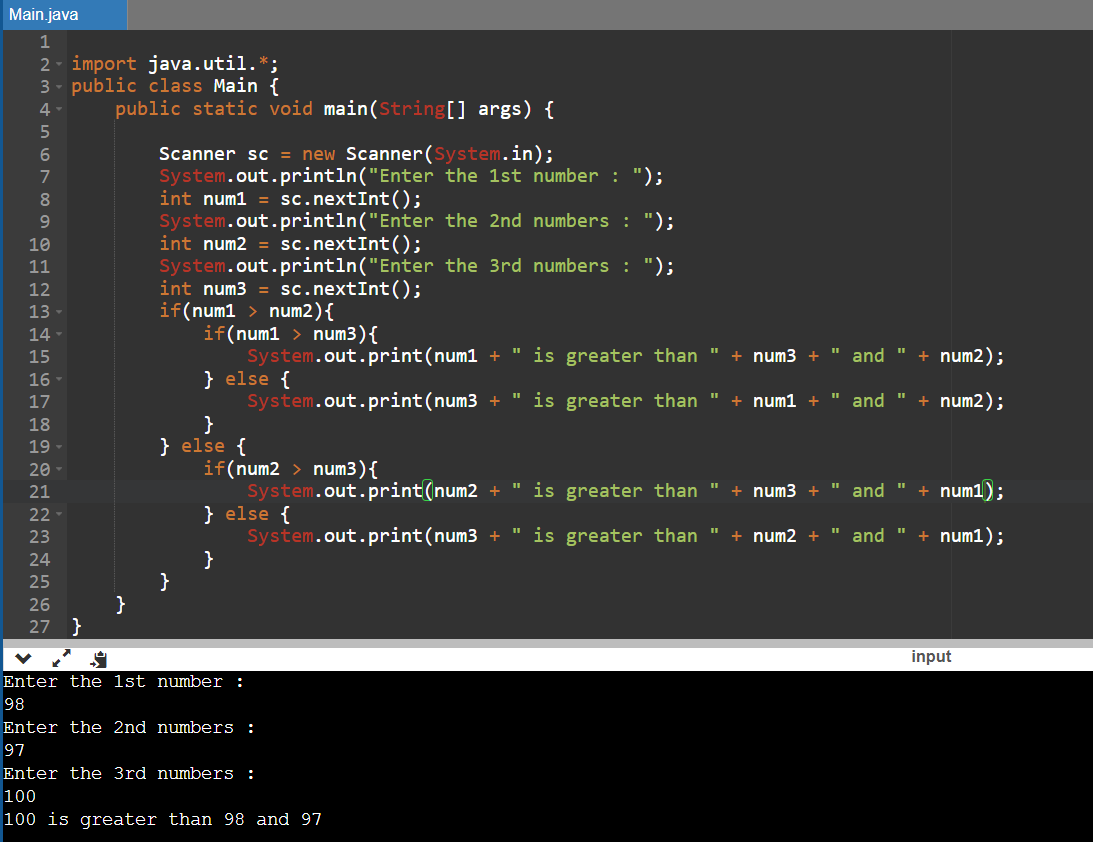 Main.java
1
2 import java.util.*;
3 public class Main {
4     public static void main(String[] args) {
5
6         Scanner sc = new Scanner(System.in);
7         System.out.println("Enter the 1st number : ");
8         int num1 = sc.nextInt();
9         System.out.println("Enter the 2nd numbers : ");
10         int num2 = sc.nextInt();
11         System.out.println("Enter the 3rd numbers : ");
12         int num3 = sc.nextInt();
13         if(num1 > num2){
14             if(num1 > num3){
15                 System.out.print(num1 + " is greater than " + num3 + " and " + num2);
16             } else {
17                 System.out.print(num3 + " is greater than " + num1 + " and " + num2);
18             }
19         } else {
20             if(num2 > num3){
21                 System.out.print(num2 + " is greater than " + num3 + " and " + num1);
22             } else {
23                 System.out.print(num3 + " is greater than " + num2 + " and " + num1);
24             }
25         }
26     }
27 }
input
Enter the 1st number :
98
Enter the 2nd numbers :
97
Enter the 3rd numbers :
100
100 is greater than 98 and 97